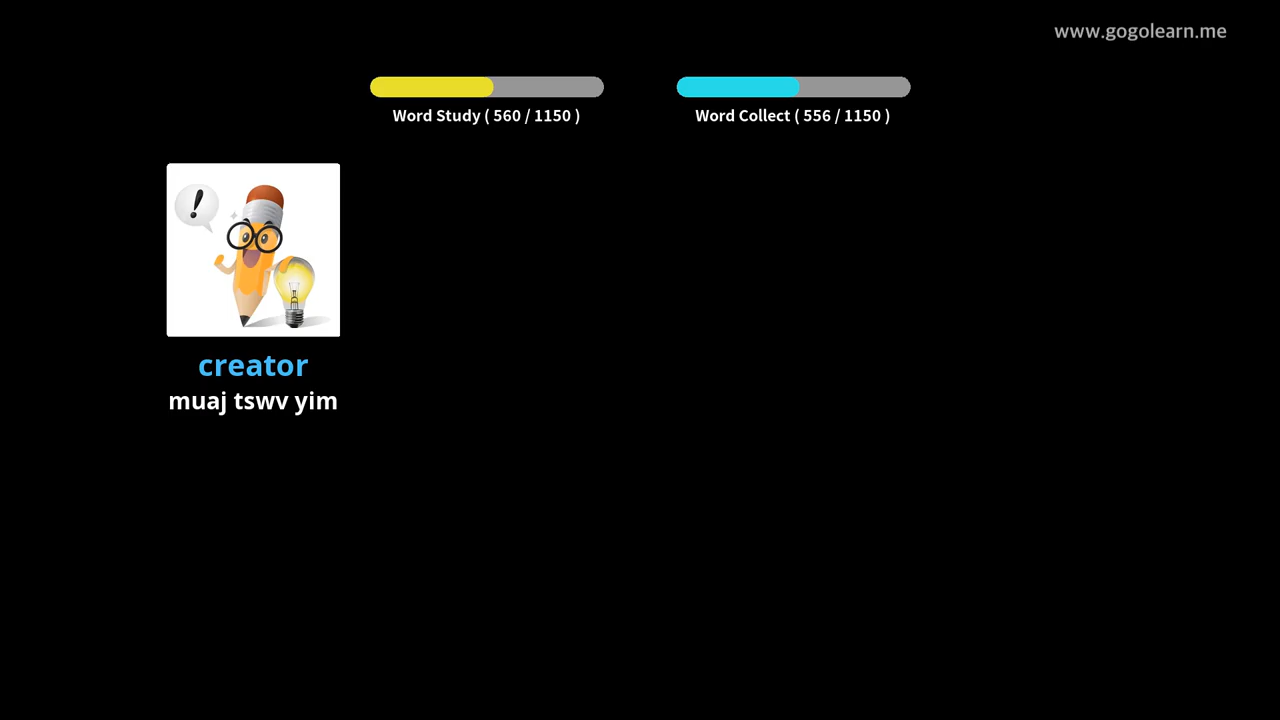 www.gogolearn.me
Word Study ( 560 / 1150 )
Word Collect ( 556 / 1150 )
!
creator
muaj tswv yim